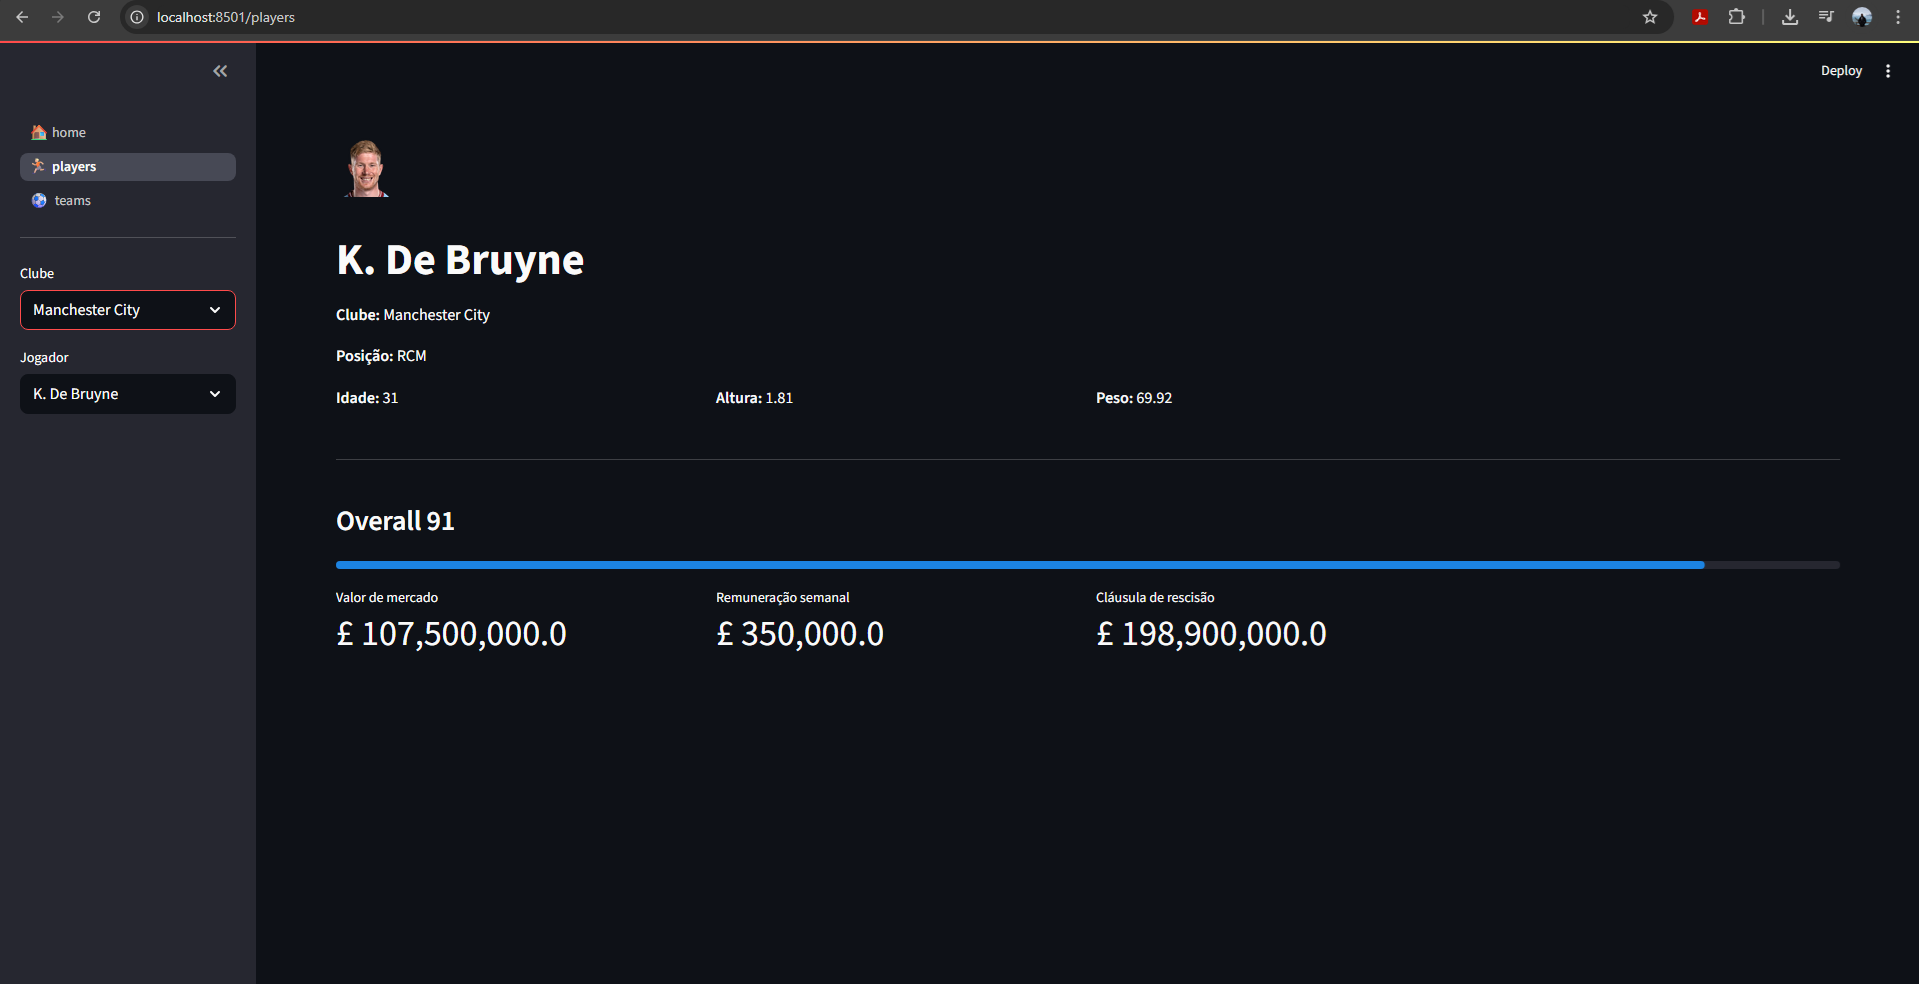 localhost:8501/players
Deploy
home
players
teams
Clube
Manchester City
Jogador
K. De Bruyne
K. De Bruyne
Clube: Manchester City
Posição: RCM
Idade: 31 Altura: 1.81 Peso: 69.92
Overall 91
Valor de mercado Remuneração semanal Cláusula de rescisão
£ 107,500,000.0 £ 350,000.0 £ 198,900,000.0